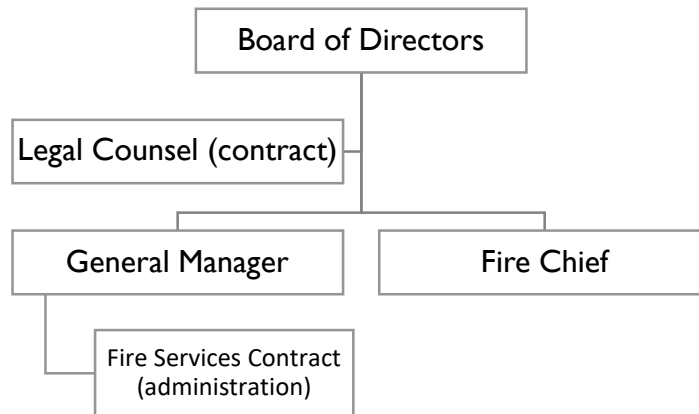 Board of Directors
Legal Counsel (contract)
General Manager
Fire Chief
Fire Services Contract
(administration)